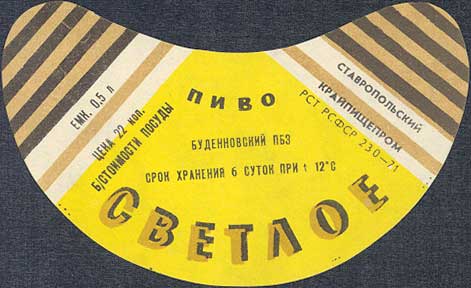 ЕМК. 0,5 л
ЦЕНА 22 коп.
Б/СТОИМОСТИ ПОСУДЫ
ПИВО
БУДЕННОВСКИЙ ПБЗ
СРОК ХРАНЕНИЯ 6 СУТОК ПРИ t 12°С
СВЕТЛОЕ
СТАВРОПОЛЬСКИЙ
КРАЙПИЩЕПРОМ
РСТ РСФСР 230—71